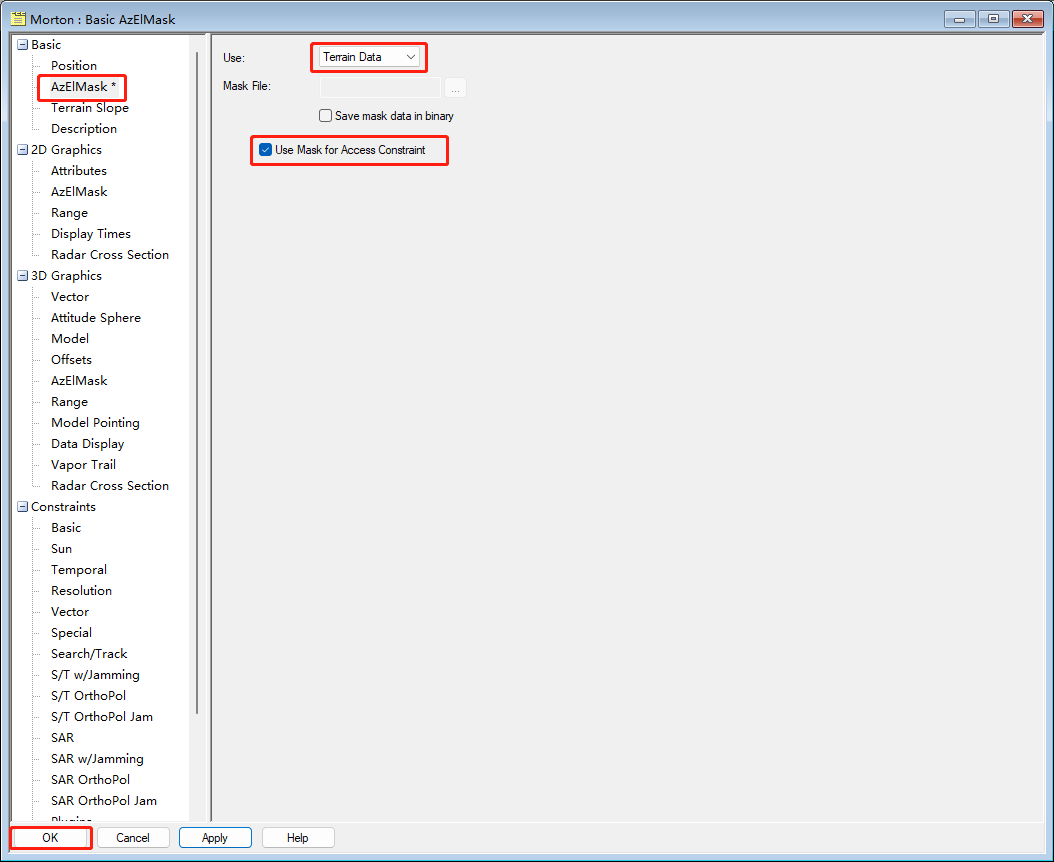 Morton : Basic AzElMask
Basic
Position
AzElMask *
Terrain Slope
Description
2D Graphics
Attributes
AzElMask
Range
Display Times
Radar Cross Section
3D Graphics
Vector
Attitude Sphere
Model
Offsets
AzElMask
Range
Model Pointing
Data Display
Vapor Trail
Radar Cross Section
Constraints
Basic
Sun
Temporal
Resolution
Vector
Special
Search/Track
S/T w/Jamming
S/T OrthoPol
S/T OrthoPol Jam
SAR
SAR w/Jamming
SAR OrthoPol
SAR OrthoPol Jam
Plugins
Use: Terrain Data
Mask File: ...
Save mask data in binary
Use Mask for Access Constraint
OK Cancel Apply Help